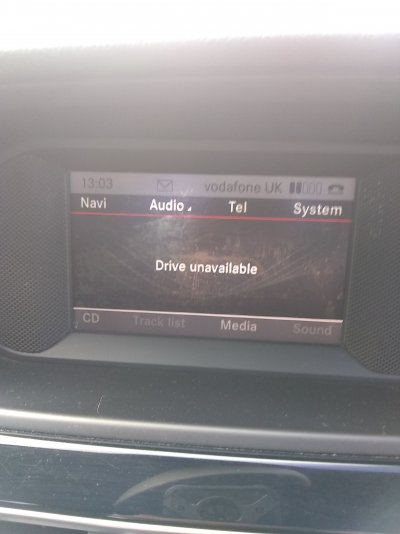 13:03 vodafone UK
Navi Audio Tel System
Drive unavailable
CD Track list Media Sound